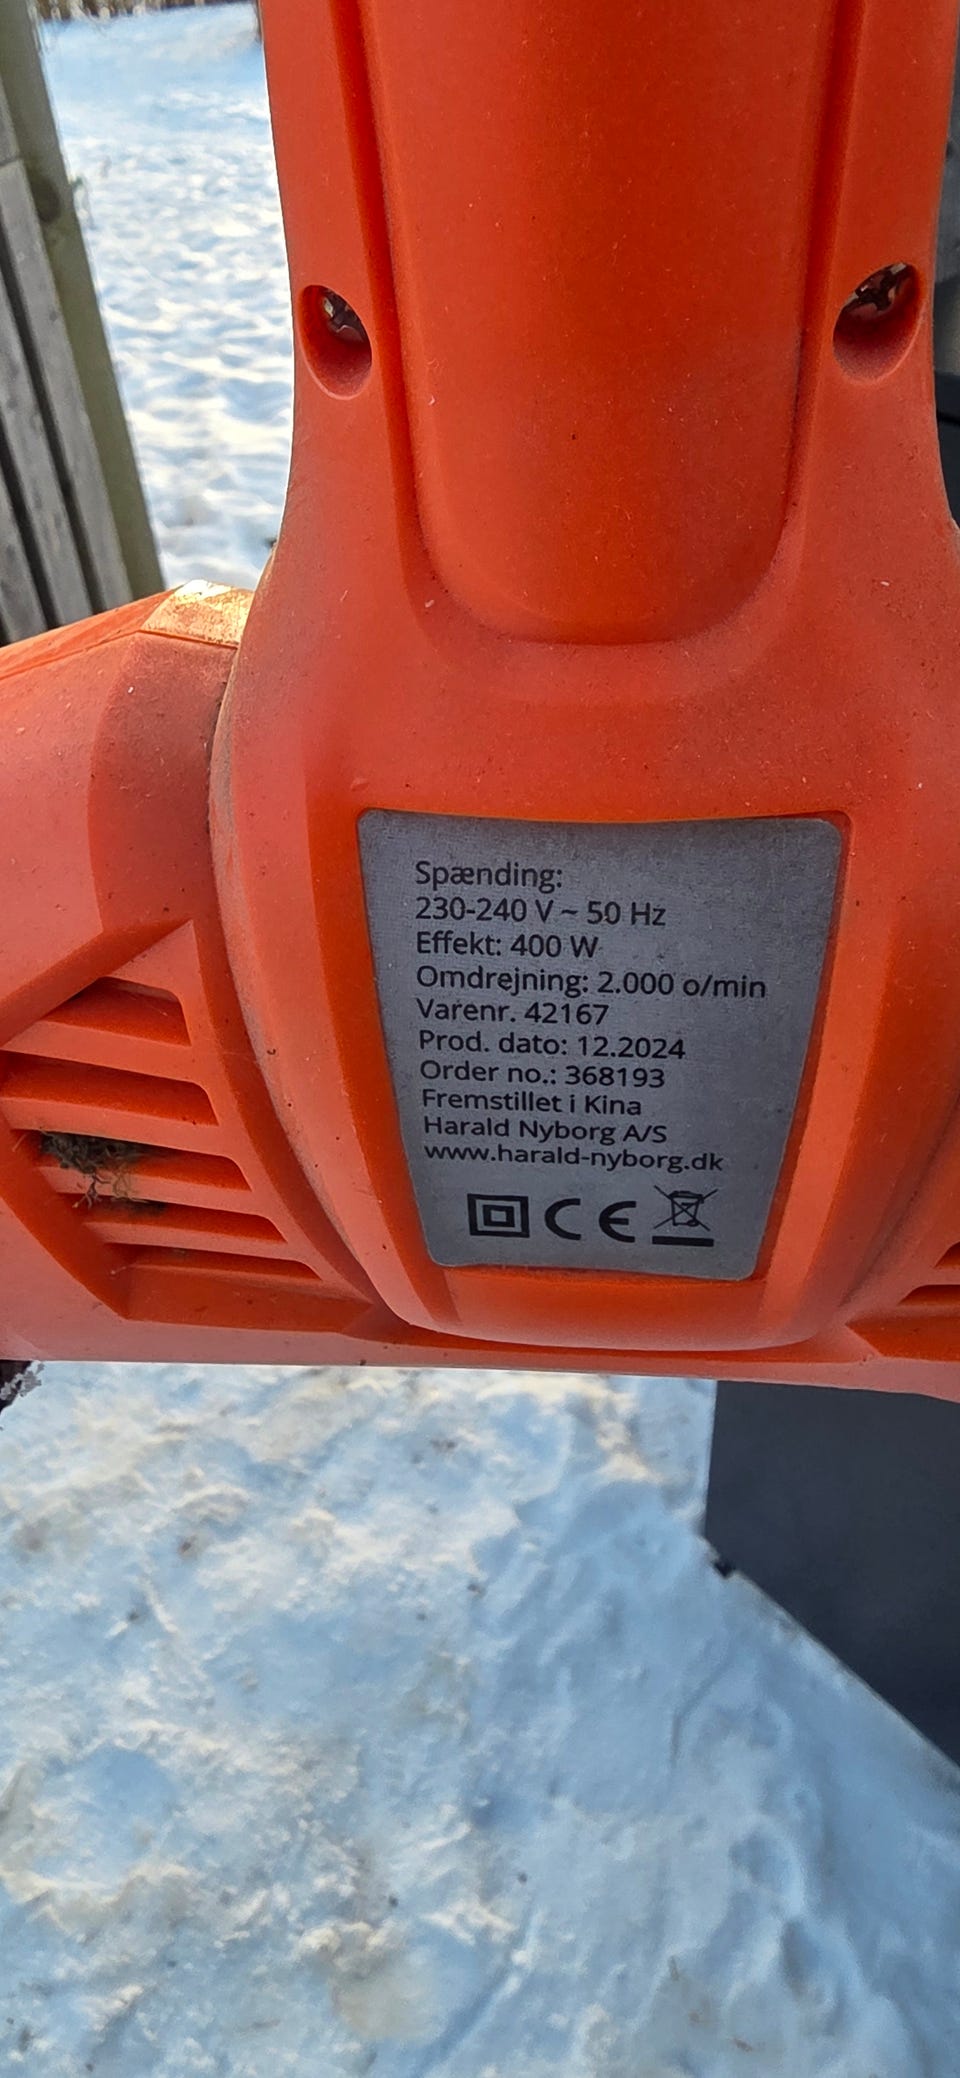 Spænding:
230-240 V ~ 50 Hz
Effekt: 400 W
Omdrejning: 2.000 o/min
Varenr. 42167
Prod. dato: 12.2024
Order no.: 368193
Fremstillet i Kina
Harald Nyborg A/S
www.harald-nyborg.dk
CE